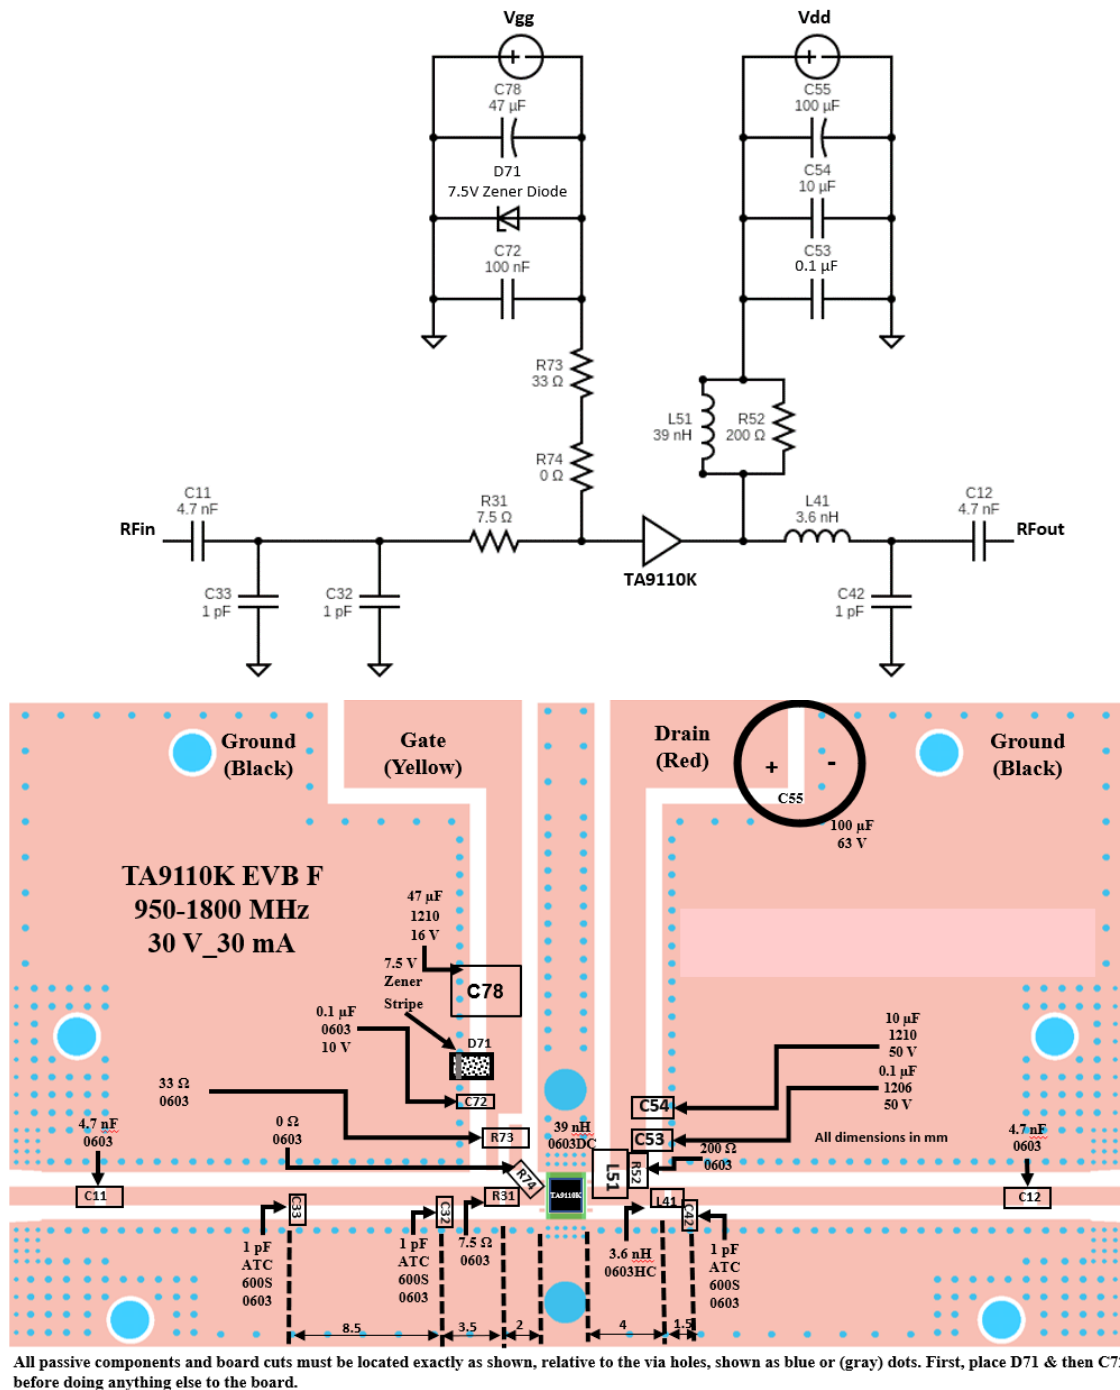 Vgg
Vdd
C78
47 µF
C55
100 µF
D71
7.5V Zener Diode
C54
10 µF
C72
100 nF
C53
0.1 µF
R73
33 Ω
L51
39 nH
R52
200 Ω
R74
0 Ω
C11
4.7 nF
R31
7.5 Ω
L41
3.6 nH
C12
4.7 nF
RFin
RFout
TA9110K
C33
1 pF
C32
1 pF
C42
1 pF
Ground
(Black)
Gate
(Yellow)
Drain
(Red)
Ground
(Black)
+ -
C55
100 µF
63 V
TA9110K EVB F
950-1800 MHz
30 V_30 mA
47 µF
1210
16 V
7.5 V
Zener
Stripe
C78
0.1 µF
0603
10 V
D71
C72
10 µF
1210
50 V
0.1 µF
1206
50 V
C54
C53
All dimensions in mm
33 Ω
0603
R73
39 nH
0603DC
4.7 nF
0603
0 Ω
0603
200 Ω
0603
4.7 nF
0603
R74
L51
R52
C11
C33
C32
R31
TA9110K
L41
C42
C12
1 pF
ATC
600S
0603
1 pF
ATC
600S
0603
7.5 Ω
0603
3.6 nH
0603HC
1 pF
ATC
600S
0603
8.5
3.5
2
4
1.5
All passive components and board cuts must be located exactly as shown, relative to the via holes, shown as blue or (gray) dots. First, place D71 & then C7
before doing anything else to the board.